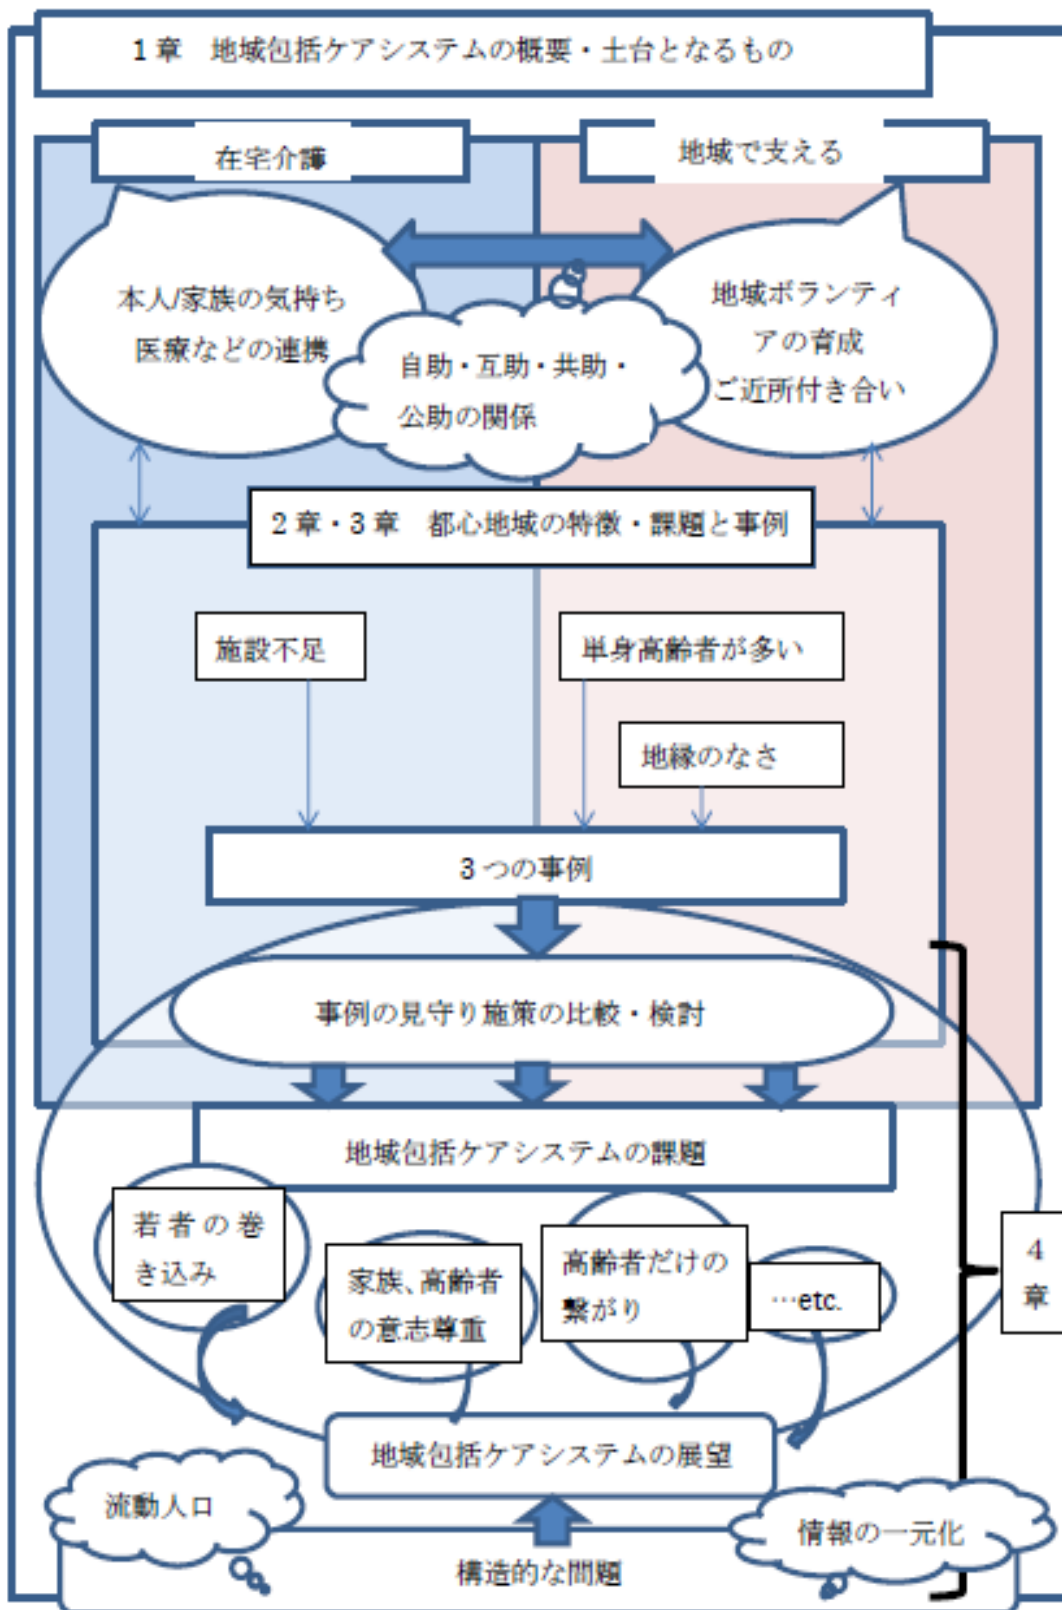 1章　地域包括ケアシステムの概要・土台となるもの
在宅介護
地域で支える
本人/家族の気持ち
医療などの連携
地域ボランティ
アの育成
ご近所付き合い
自助・互助・共助・
公助の関係
2章・3章　都心地域の特徴・課題と事例
施設不足
単身高齢者が多い
地縁のなさ
3つの事例
事例の見守り施策の比較・検討
地域包括ケアシステムの課題
若者の巻
き込み
家族、高齢者
の意志尊重
高齢者だけの
繋がり
…etc.
4
章
地域包括ケアシステムの展望
流動人口
情報の一元化
構造的な問題